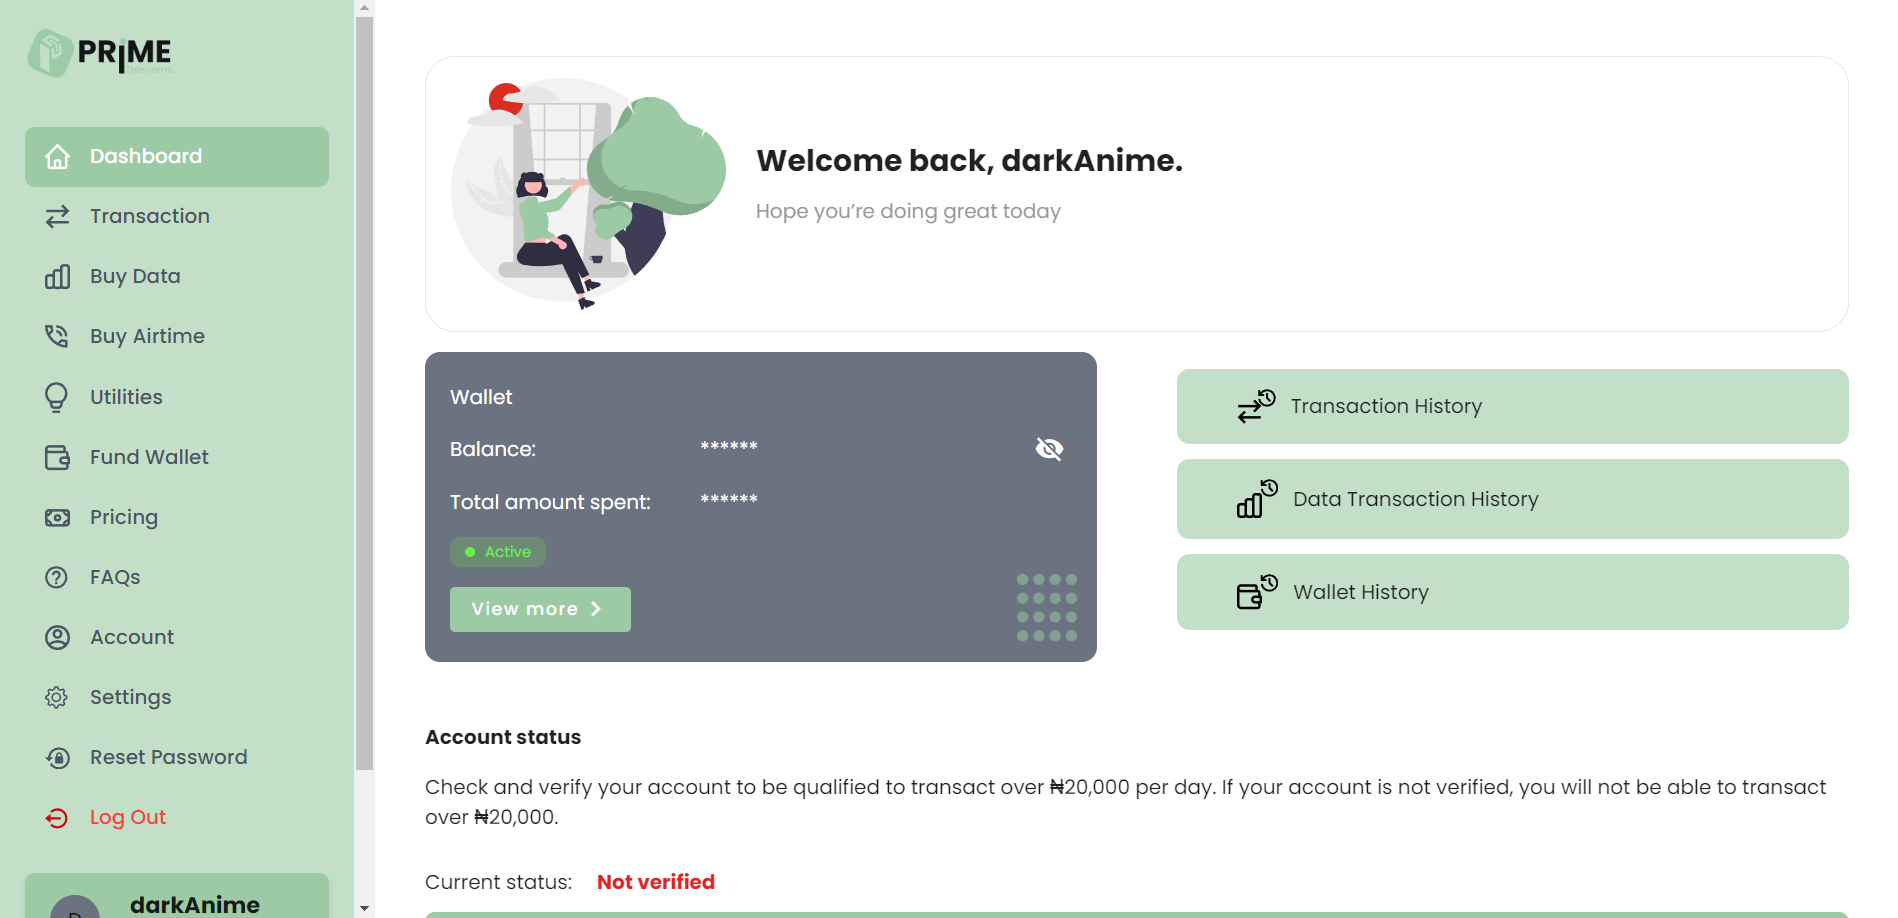 PRiME
Telecoms
Dashboard
Transaction
Buy Data
Buy Airtime
Utilities
Fund Wallet
Pricing
FAQs
Account
Settings
Reset Password
Log Out
darkAnime
Welcome back, darkAnime.
Hope you’re doing great today
Wallet
Balance: ******
Total amount spent: ******
Active
View more
Transaction History
Data Transaction History
Wallet History
Account status
Check and verify your account to be qualified to transact over ₦20,000 per day. If your account is not verified, you will not be able to transact
over ₦20,000.
Current status: Not verified